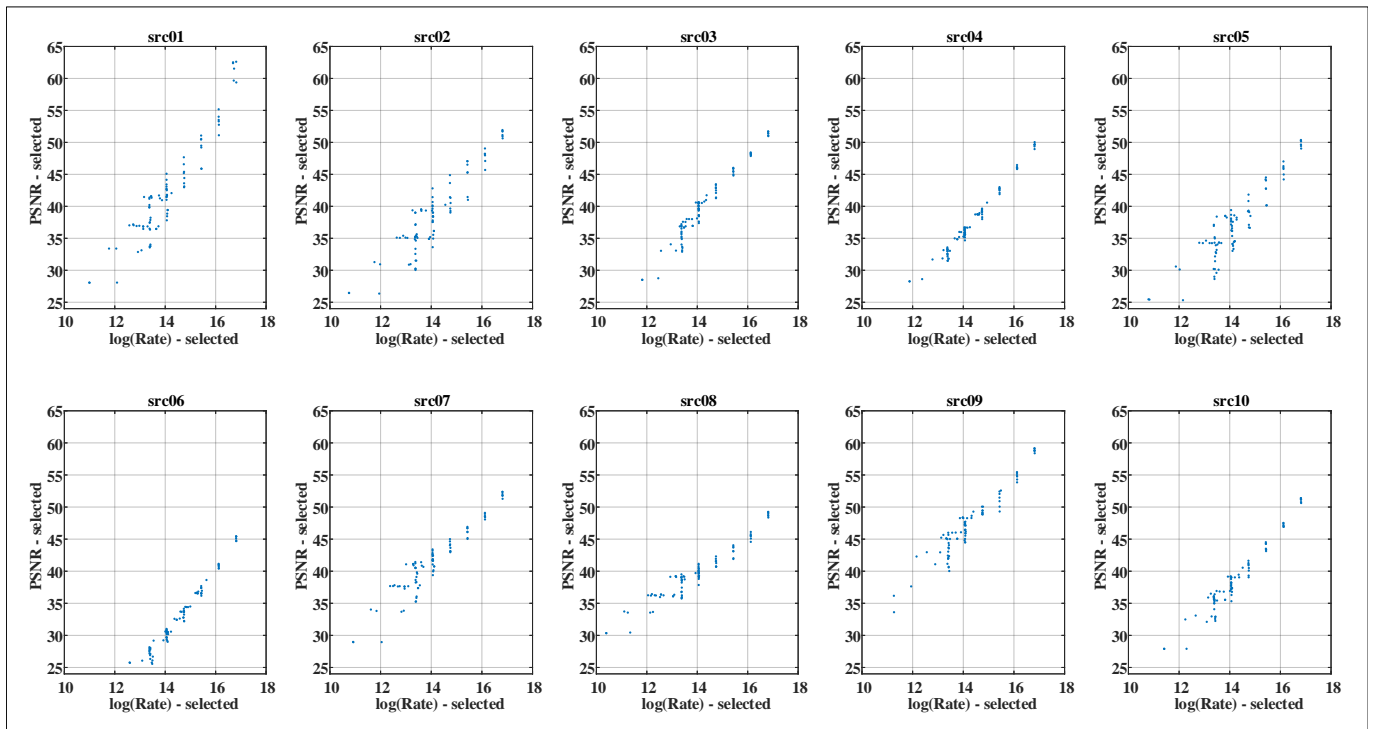 src01 src02 src03 src04 src05
65 65 65 65 65
60 60 60 60 60
55 55 55 55 55
50 50 50 50 50
45 45 45 45 45
40 40 40 40 40
35 35 35 35 35
30 30 30 30 30
25 25 25 25 25
PSNR - selected PSNR - selected PSNR - selected PSNR - selected PSNR - selected
10 12 14 16 18 10 12 14 16 18 10 12 14 16 18 10 12 14 16 18 10 12 14 16 18
log(Rate) - selected log(Rate) - selected log(Rate) - selected log(Rate) - selected log(Rate) - selected
src06 src07 src08 src09 src10
65 65 65 65 65
60 60 60 60 60
55 55 55 55 55
50 50 50 50 50
45 45 45 45 45
40 40 40 40 40
35 35 35 35 35
30 30 30 30 30
25 25 25 25 25
PSNR - selected PSNR - selected PSNR - selected PSNR - selected PSNR - selected
10 12 14 16 18 10 12 14 16 18 10 12 14 16 18 10 12 14 16 18 10 12 14 16 18
log(Rate) - selected log(Rate) - selected log(Rate) - selected log(Rate) - selected log(Rate) - selected